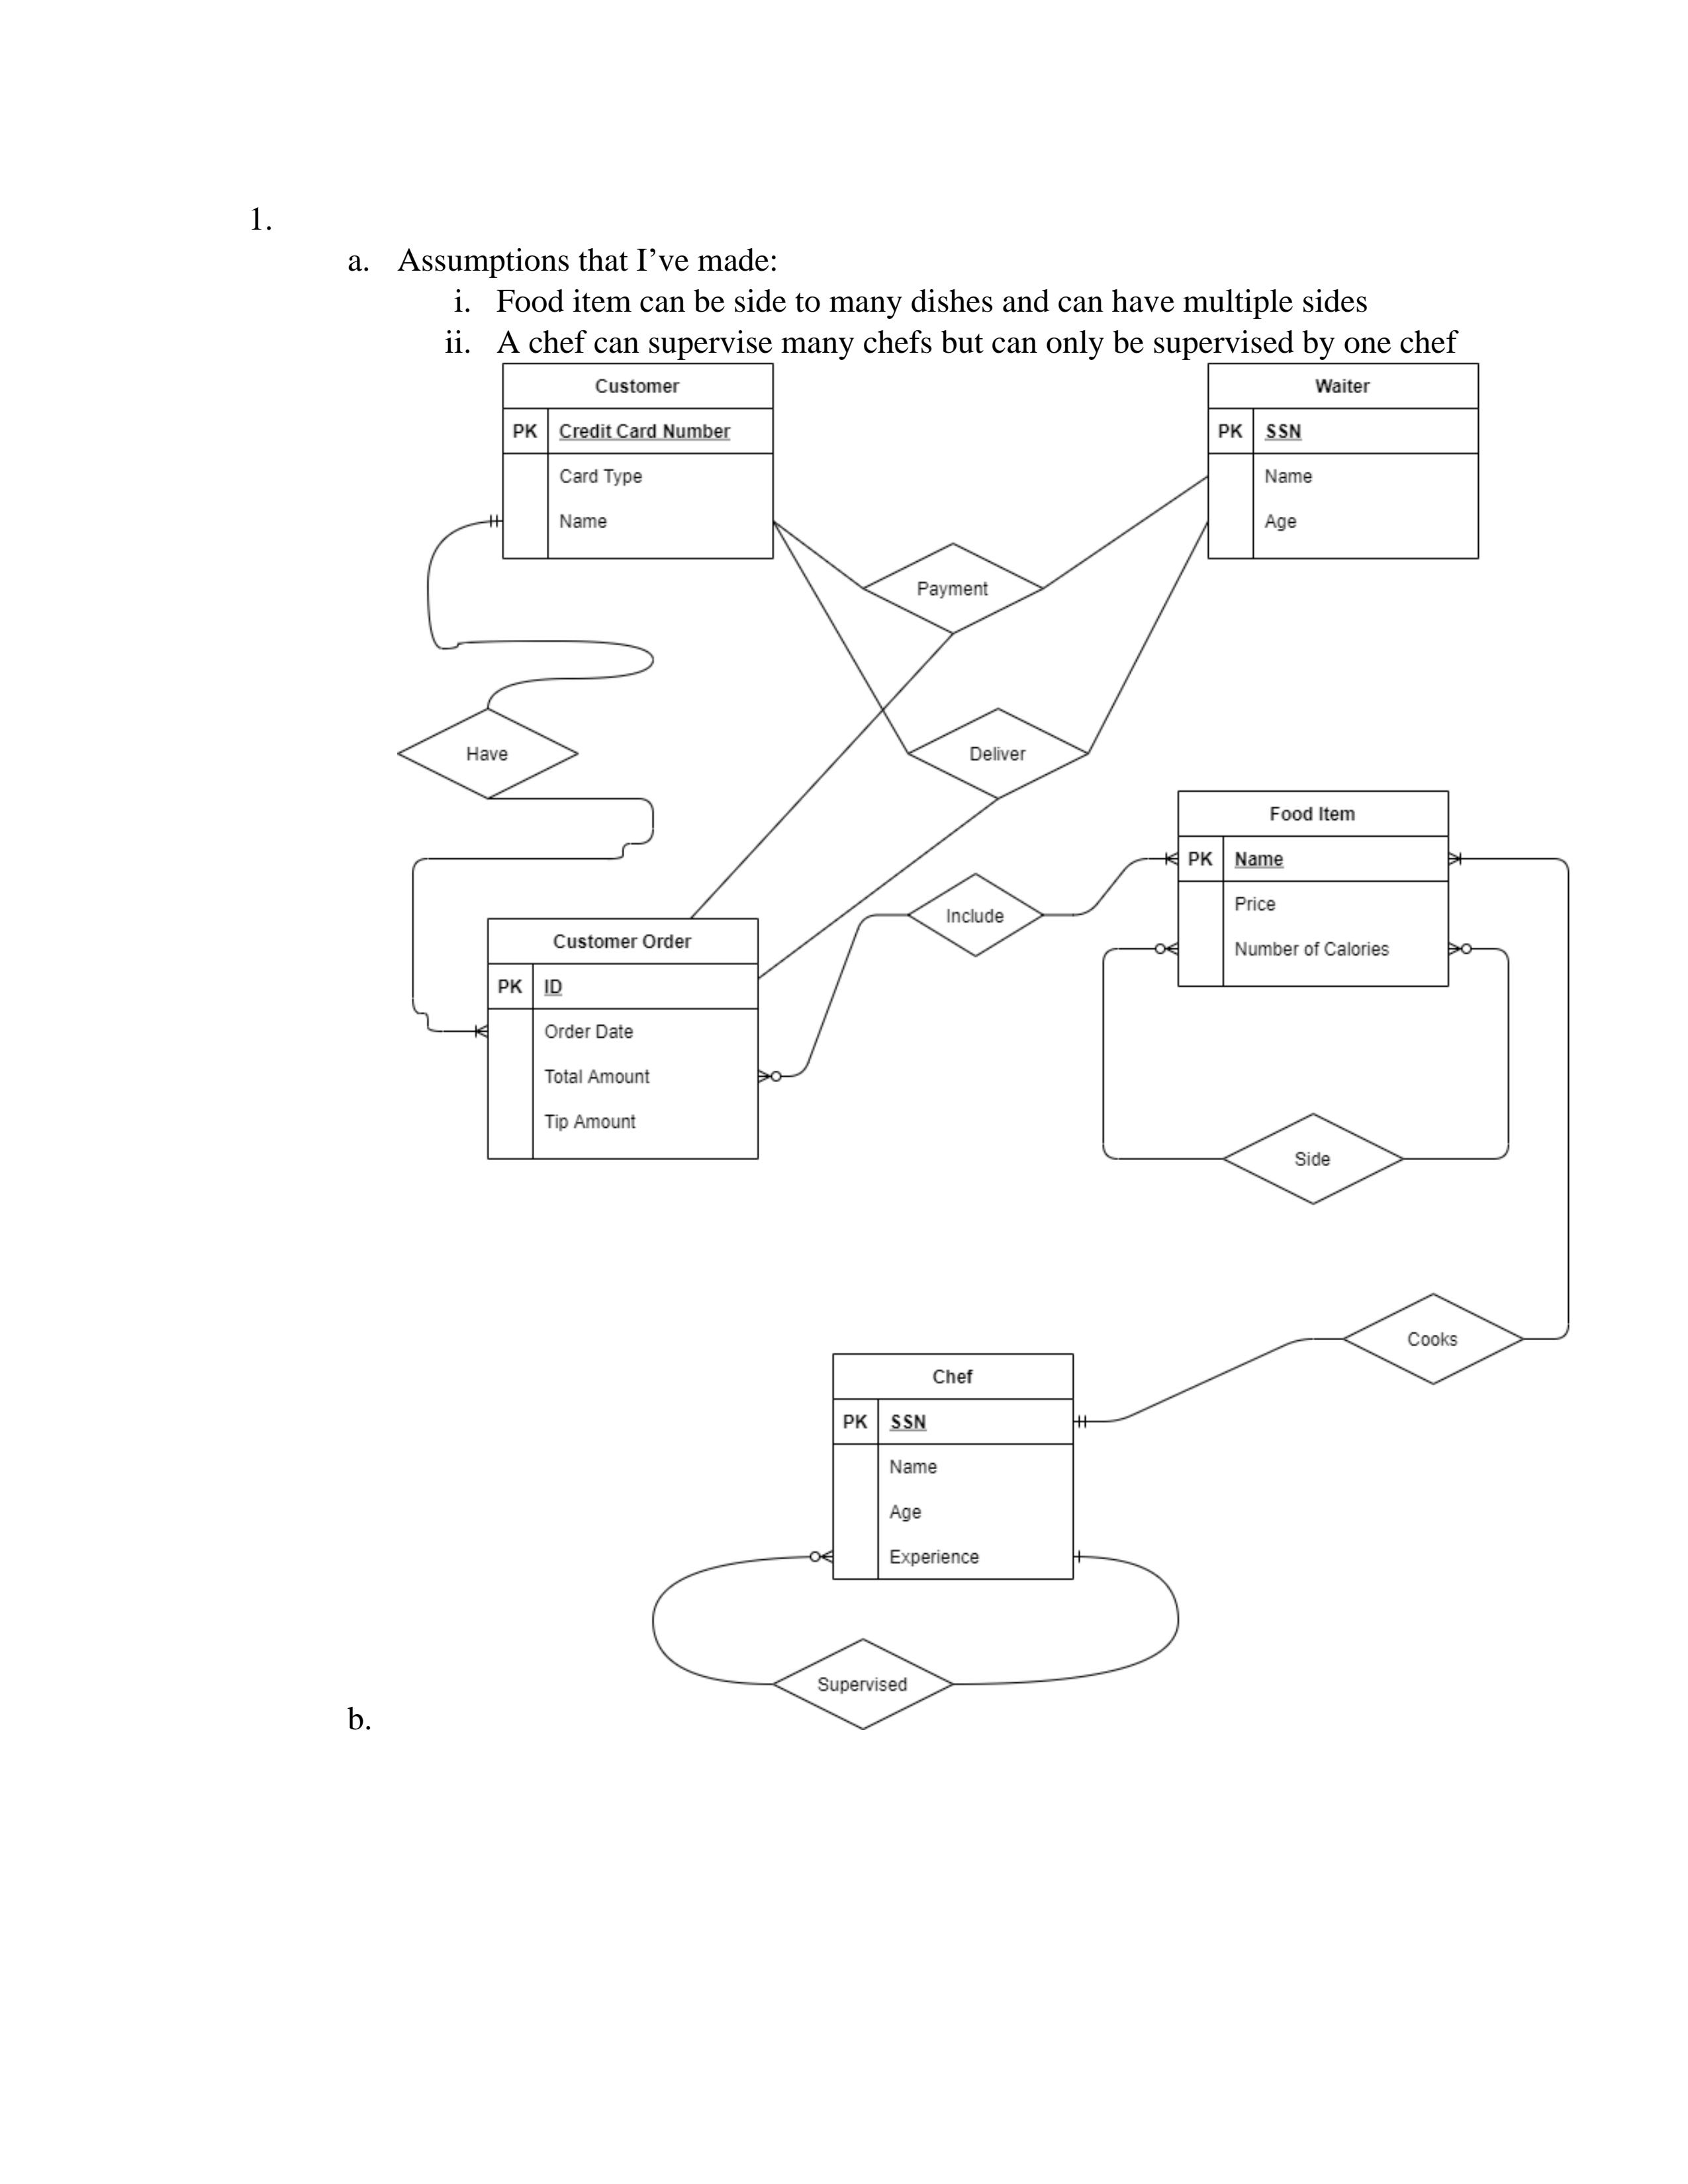 1.
a. Assumptions that I've made:
i. Food item can be side to many dishes and can have multiple sides
ii. A chef can supervise many chefs but can only be supervised by one chef
Customer
PK Credit Card Number
Card Type
Name
Waiter
PK SSN
Name
Age
Payment
Have
Deliver
Food Item
PK Name
Price
Number of Calories
Include
Customer Order
PK ID
Order Date
Total Amount
Tip Amount
Side
Cooks
Chef
PK SSN
Name
Age
Experience
Supervised
b.